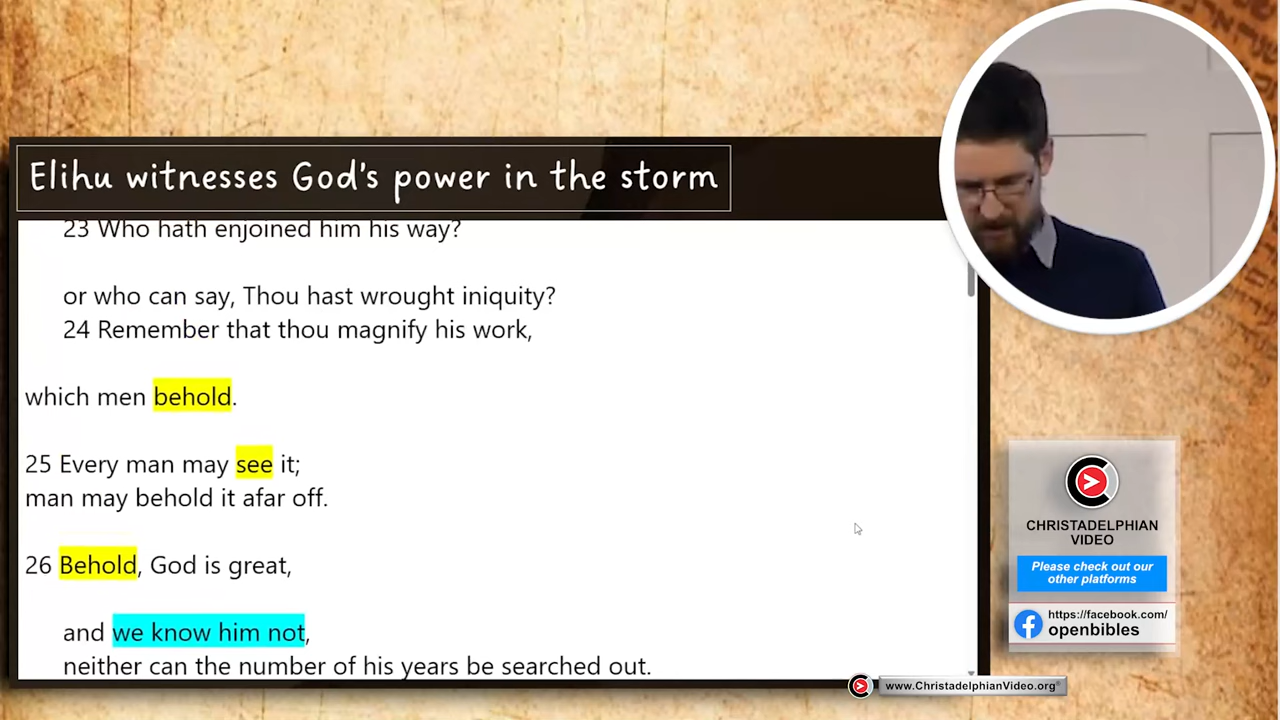 Elihu witnesses God's power in the storm
23 Who hath enjoined him his way?
or who can say, Thou hast wrought iniquity?
24 Remember that thou magnify his work,
which men behold.
25 Every man may see it;
man may behold it afar off.
26 Behold, God is great,
and we know him not,
neither can the number of his years be searched out.
CHRISTADELPHIAN
VIDEO
Please check out our
other platforms
https://facebook.com/
openbibles
www.ChristadelphianVideo.org